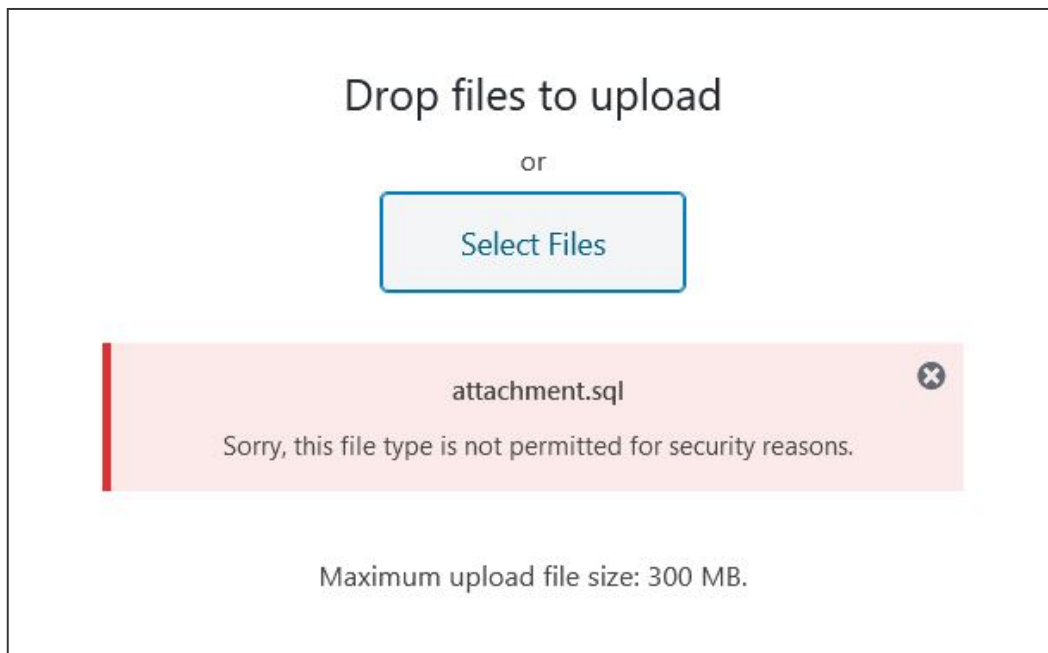 Drop files to upload
or
Select Files
attachment.sql
Sorry, this file type is not permitted for security reasons.
Maximum upload file size: 300 MB.